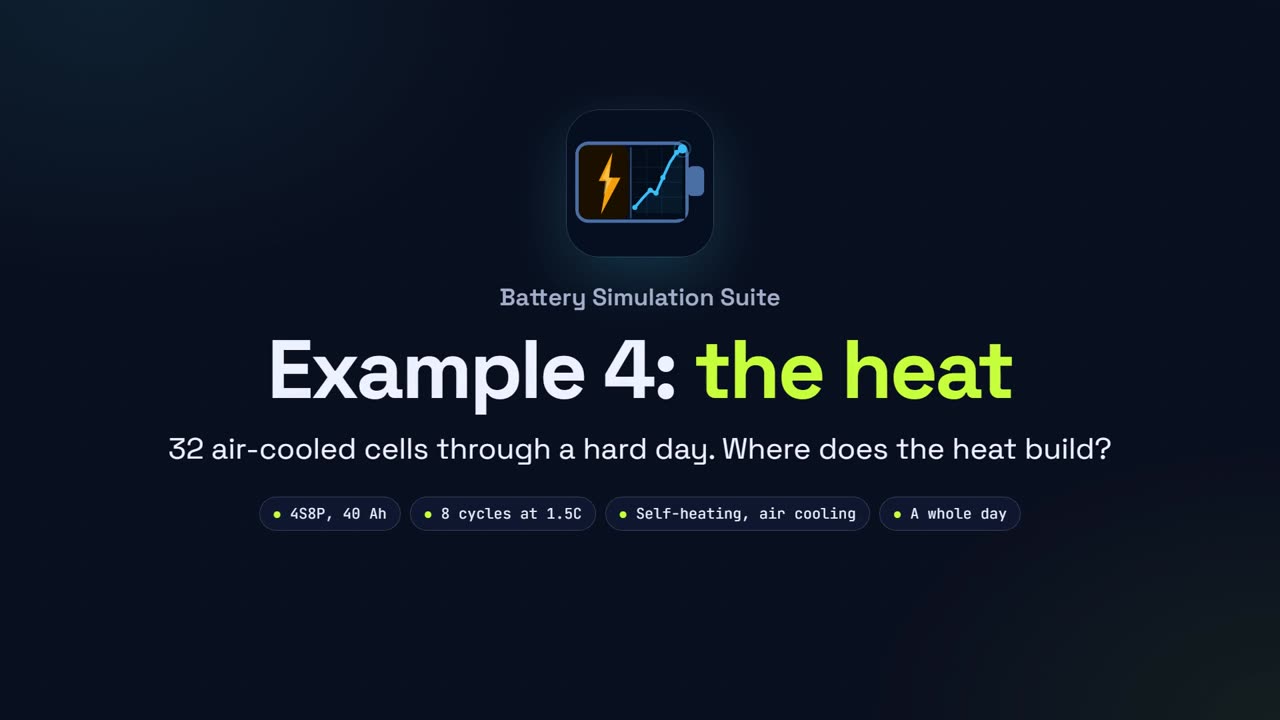 Battery Simulation Suite
Example 4: the heat
32 air-cooled cells through a hard day. Where does the heat build?
4S8P, 40 Ah
8 cycles at 1.5C
Self-heating, air cooling
A whole day